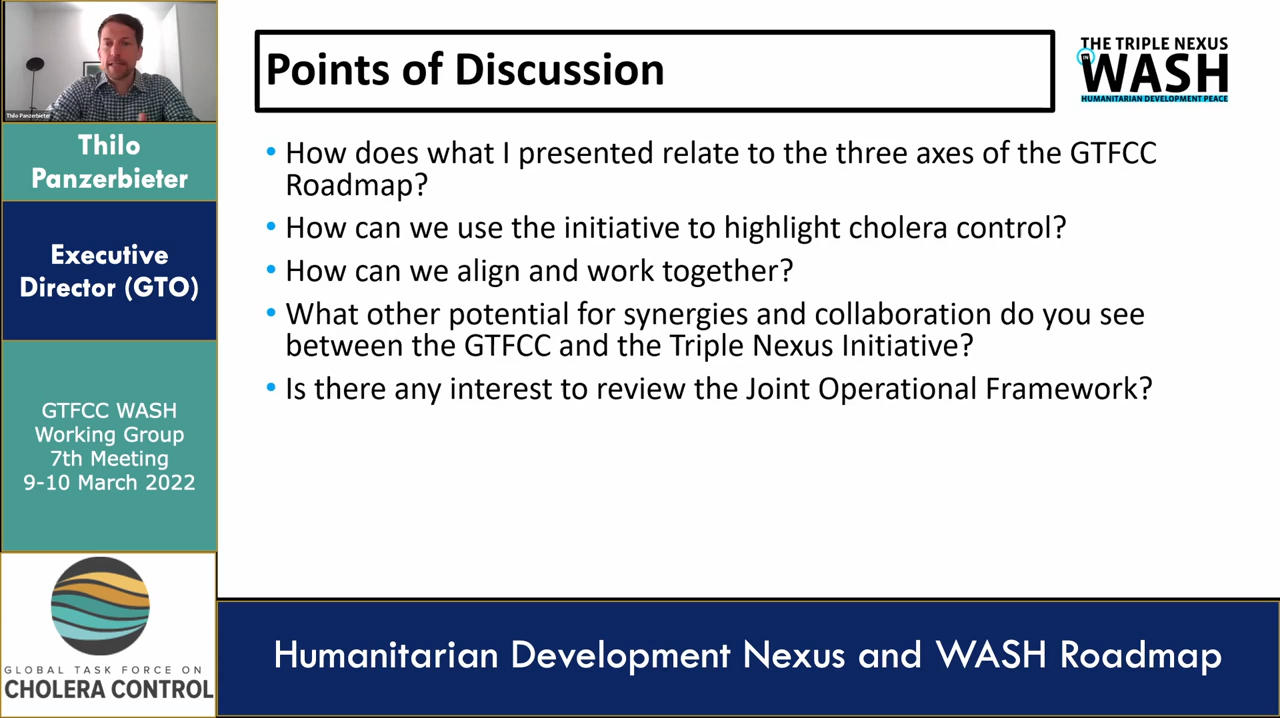 Thilo Panzerbieter
Thilo
Panzerbieter
Executive
Director (GTO)
GTFCC WASH
Working Group
7th Meeting
9-10 March 2022
GLOBAL TASK FORCE ON
CHOLERA CONTROL
Points of Discussion
THE TRIPLE NEXUS
IN
WASH
HUMANITARIAN DEVELOPMENT PEACE
• How does what I presented relate to the three axes of the GTFCC
Roadmap?
• How can we use the initiative to highlight cholera control?
• How can we align and work together?
• What other potential for synergies and collaboration do you see
between the GTFCC and the Triple Nexus Initiative?
• Is there any interest to review the Joint Operational Framework?
Humanitarian Development Nexus and WASH Roadmap